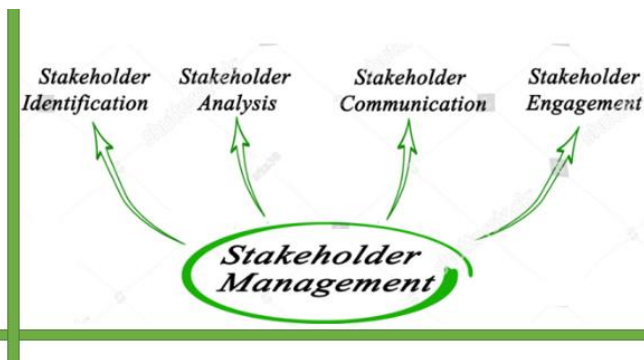 Stakeholder
Identification
Stakeholder
Analysis
Stakeholder
Communication
Stakeholder
Engagement
Stakeholder
Management